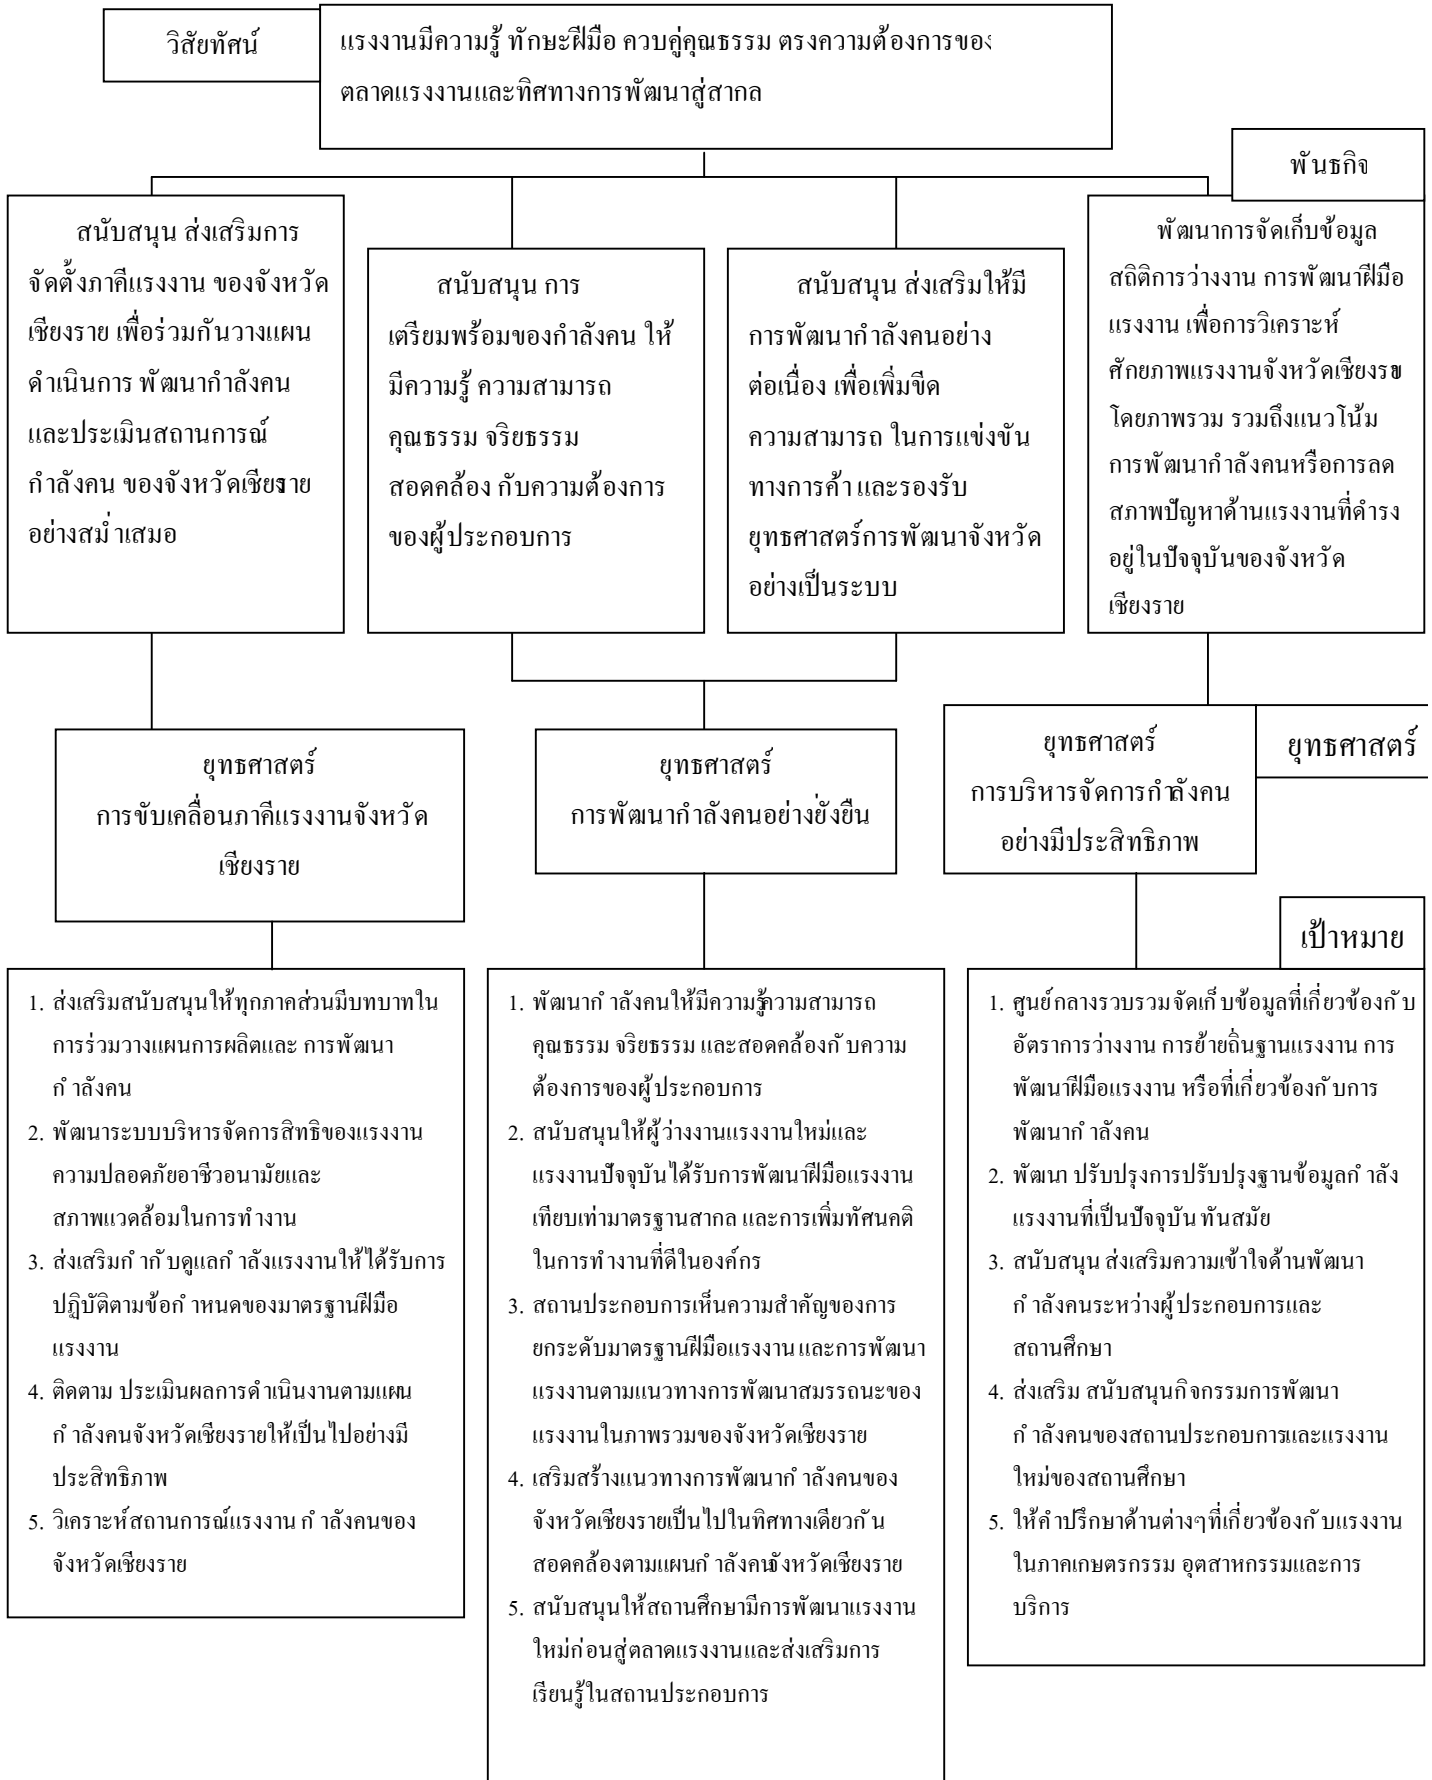 วิสัยทัศน์
แรงงานมีความรู้ ทักษะฝีมือ ควบคู่คุณธรรม ตรงความต้องการของ
ตลาดแรงงานและทิศทางการพัฒนาสู่สากล
พันธกิจ
สนับสนุน ส่งเสริมการ
จัดตั้งภาคีแรงงาน ของจังหวัด
เชียงราย เพื่อร่วมกันวางแผน
ดำเนินการ พัฒนากำลังคน
และประเมินสถานการณ์
กำลังคน ของจังหวัดเชียงราย
อย่างสม่ำเสมอ
สนับสนุน การ
เตรียมพร้อมของกำลังคน ให้
มีความรู้ ความสามารถ
คุณธรรม จริยธรรม
สอดคล้อง กับความต้องการ
ของผู้ประกอบการ
สนับสนุน ส่งเสริมให้มี
การพัฒนากำลังคนอย่าง
ต่อเนื่อง เพื่อเพิ่มขีด
ความสามารถ ในการแข่งขัน
ทางการค้า และรองรับ
ยุทธศาสตร์การพัฒนาจังหวัด
อย่างเป็นระบบ
พัฒนาการจัดเก็บข้อมูล
สถิติการว่างงาน การพัฒนาฝีมือ
แรงงาน เพื่อการวิเคราะห์
ศักยภาพแรงงานจังหวัดเชียงราย
โดยภาพรวม รวมถึงแนวโน้ม
การพัฒนากำลังคนหรือการลด
สภาพปัญหาด้านแรงงานที่ดำรง
อยู่ในปัจจุบันของจังหวัด
เชียงราย
ยุทธศาสตร์
การขับเคลื่อนภาคีแรงงานจังหวัด
เชียงราย
ยุทธศาสตร์
การพัฒนากำลังคนอย่างยั่งยืน
ยุทธศาสตร์
การบริหารจัดการกำลังคน
อย่างมีประสิทธิภาพ
ยุทธศาสตร์
เป้าหมาย
1. ส่งเสริมสนับสนุนให้ทุกภาคส่วนมีบทบาทใน
การร่วมวางแผนการผลิตและ การพัฒนา
กำลังคน
2. พัฒนาระบบบริหารจัดการสิทธิของแรงงาน
ความปลอดภัยอาชีวอนามัยและ
สภาพแวดล้อมในการทำงาน
3. ส่งเสริมกำกับดูแลกำลังแรงงานให้ได้รับการ
ปฏิบัติตามข้อกำหนดของมาตรฐานฝีมือ
แรงงาน
4. ติดตาม ประเมินผลการดำเนินงานตามแผน
กำลังคนจังหวัดเชียงรายให้เป็นไปอย่างมี
ประสิทธิภาพ
5. วิเคราะห์สถานการณ์แรงงาน กำลังคนของ
จังหวัดเชียงราย
1. พัฒนากำลังคนให้มีความรู้ความสามารถ
คุณธรรม จริยธรรม และสอดคล้องกับความ
ต้องการของผู้ประกอบการ
2. สนับสนุนให้ผู้ว่างงานแรงงานใหม่และ
แรงงานปัจจุบันได้รับการพัฒนาฝีมือแรงงาน
เทียบเท่ามาตรฐานสากล และการเพิ่มทัศนคติ
ในการทำงานที่ดีในองค์กร
3. สถานประกอบการเห็นความสำคัญของการ
ยกระดับมาตรฐานฝีมือแรงงาน และการพัฒนา
แรงงานตามแนวทางการพัฒนาสมรรถนะของ
แรงงานในภาพรวมของจังหวัดเชียงราย
4. เสริมสร้างแนวทางการพัฒนากำลังคนของ
จังหวัดเชียงรายเป็นไปในทิศทางเดียวกัน
สอดคล้องตามแผนกำลังคนจังหวัดเชียงราย
5. สนับสนุนให้สถานศึกษามีการพัฒนาแรงงาน
ใหม่ก่อนสู่ตลาดแรงงานและส่งเสริมการ
เรียนรู้ในสถานประกอบการ
1. ศูนย์กลางรวบรวมจัดเก็บข้อมูลที่เกี่ยวข้องกับ
อัตราการว่างงาน การย้ายถิ่นฐานแรงงาน การ
พัฒนาฝีมือแรงงาน หรือที่เกี่ยวข้องกับการ
พัฒนากำลังคน
2. พัฒนา ปรับปรุงการปรับปรุงฐานข้อมูลกำลัง
แรงงานที่เป็นปัจจุบัน ทันสมัย
3. สนับสนุน ส่งเสริมความเข้าใจด้านพัฒนา
กำลังคนระหว่างผู้ประกอบการและ
สถานศึกษา
4. ส่งเสริม สนับสนุนกิจกรรมการพัฒนา
กำลังคนของสถานประกอบการและแรงงาน
ใหม่ของสถานศึกษา
5. ให้คำปรึกษาด้านต่างๆที่เกี่ยวข้องกับแรงงาน
ในภาคเกษตรกรรม อุตสาหกรรมและการ
บริการ